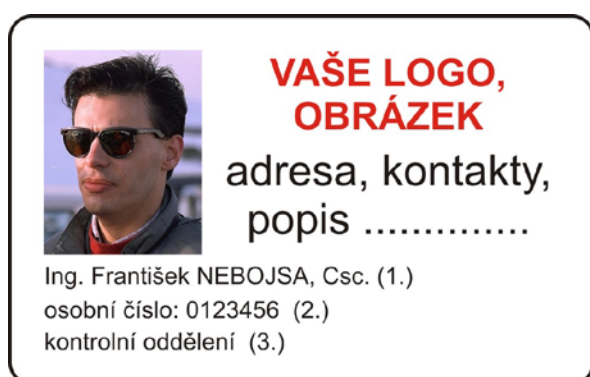 VAŠE LOGO,
OBRÁZEK
adresa, kontakty,
popis ..............
Ing. František NEBOJSA, Csc. (1.)
osobní číslo: 0123456  (2.)
kontrolní oddělení  (3.)